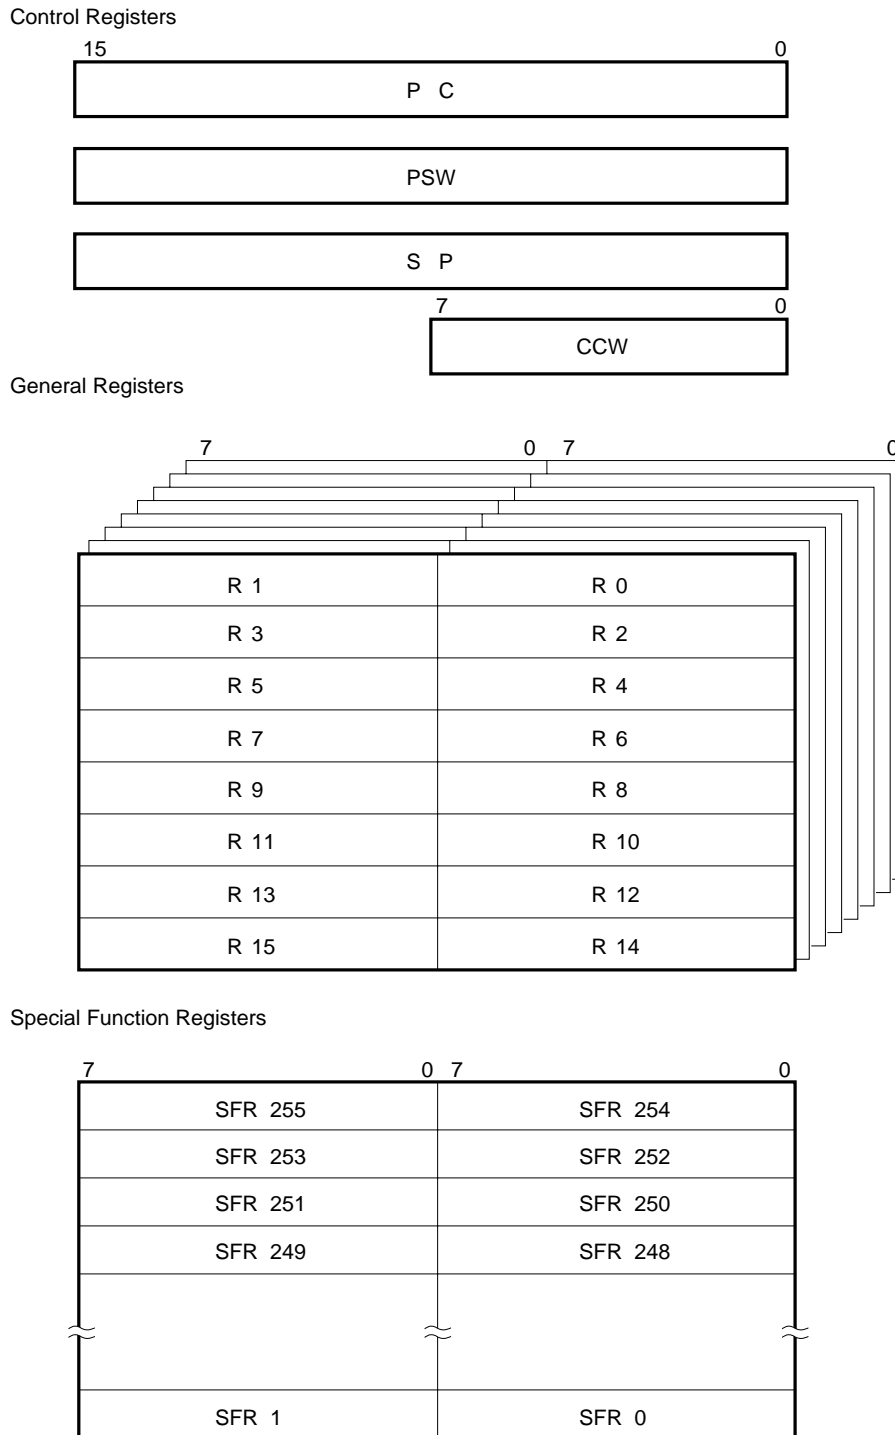 Control Registers
15 0
P C
PSW
S P
7 0
CCW
General Registers
7 0 7 0
R 1 R 0
R 3 R 2
R 5 R 4
R 7 R 6
R 9 R 8
R 11 R 10
R 13 R 12
R 15 R 14
Special Function Registers
7 0 7 0
SFR 255 SFR 254
SFR 253 SFR 252
SFR 251 SFR 250
SFR 249 SFR 248
SFR 1 SFR 0